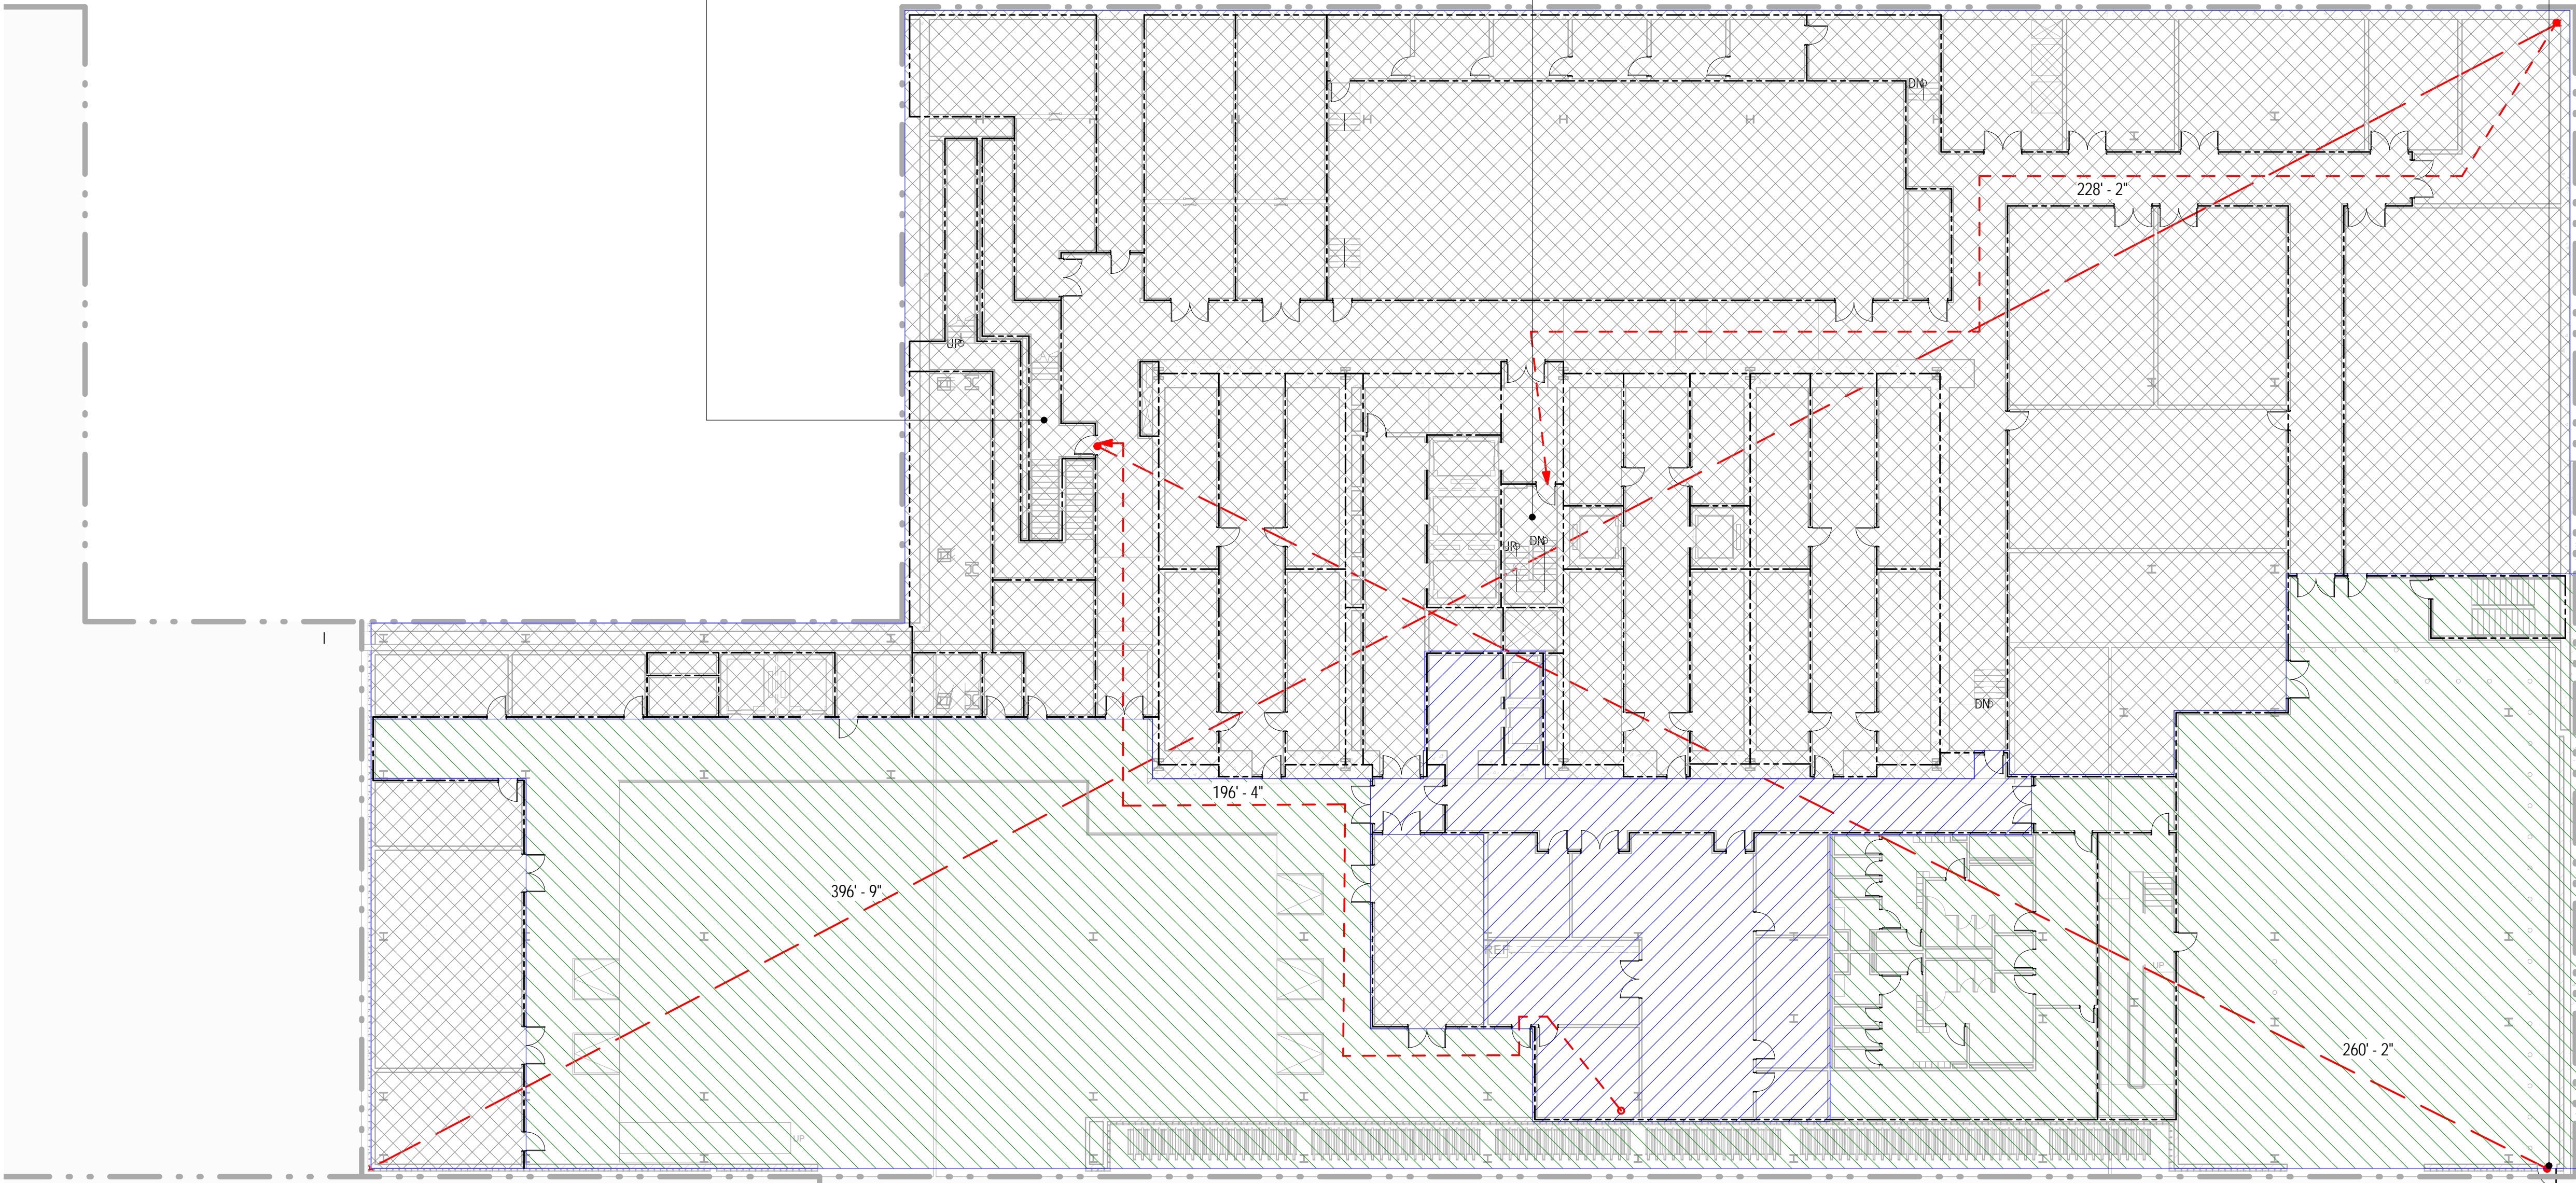 DN
228' - 2"
UP
UP
DN
DN
196' - 4"
396' - 9"
REF
UP
260' - 2"
UP